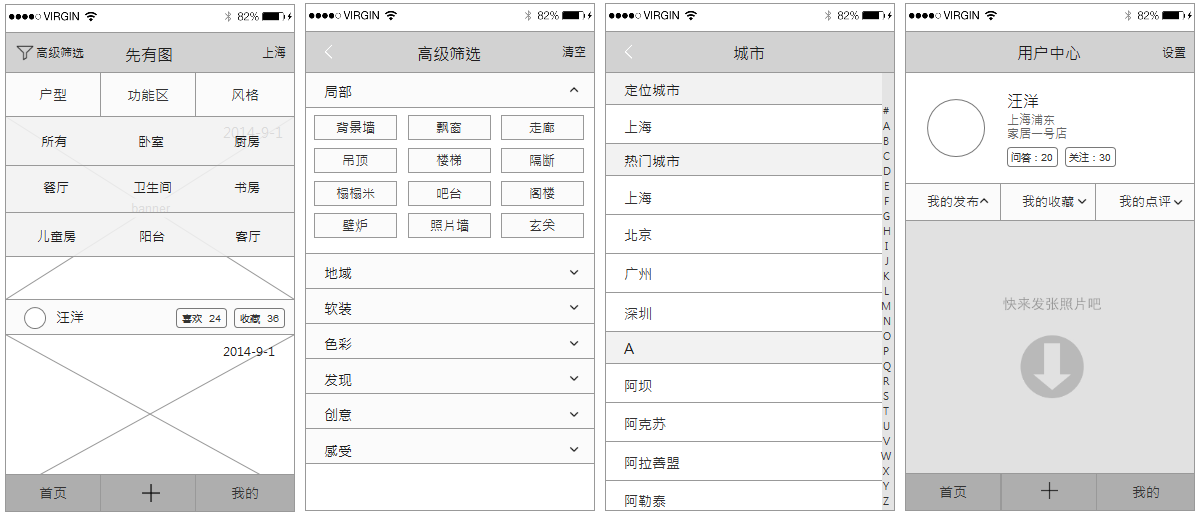 VIRGIN 82%
高级筛选 先有图 上海
户型 功能区 风格
2014-9-1
所有 卧室 厨房
餐厅 卫生间 书房
banner
儿童房 阳台 客厅
汪洋 喜欢 24 收藏 36
2014-9-1
首页 + 我的
VIRGIN 82%
高级筛选 清空
局部
背景墙 飘窗 走廊
吊顶 楼梯 隔断
榻榻米 吧台 阁楼
壁炉 照片墙 玄关
地域
软装
色彩
发现
创意
感受
VIRGIN 82%
城市
定位城市
上海
热门城市
上海
北京
广州
深圳
A
阿坝
阿克苏
阿拉善盟
阿勒泰
#
A
B
C
D
E
F
G
H
I
J
K
L
M
N
O
P
Q
R
S
T
U
V
W
X
Y
Z
VIRGIN 82%
用户中心 设置
汪洋
上海浦东
家居一号店
问答：20 关注：30
我的发布 我的收藏 我的点评
快来发张照片吧
首页 + 我的